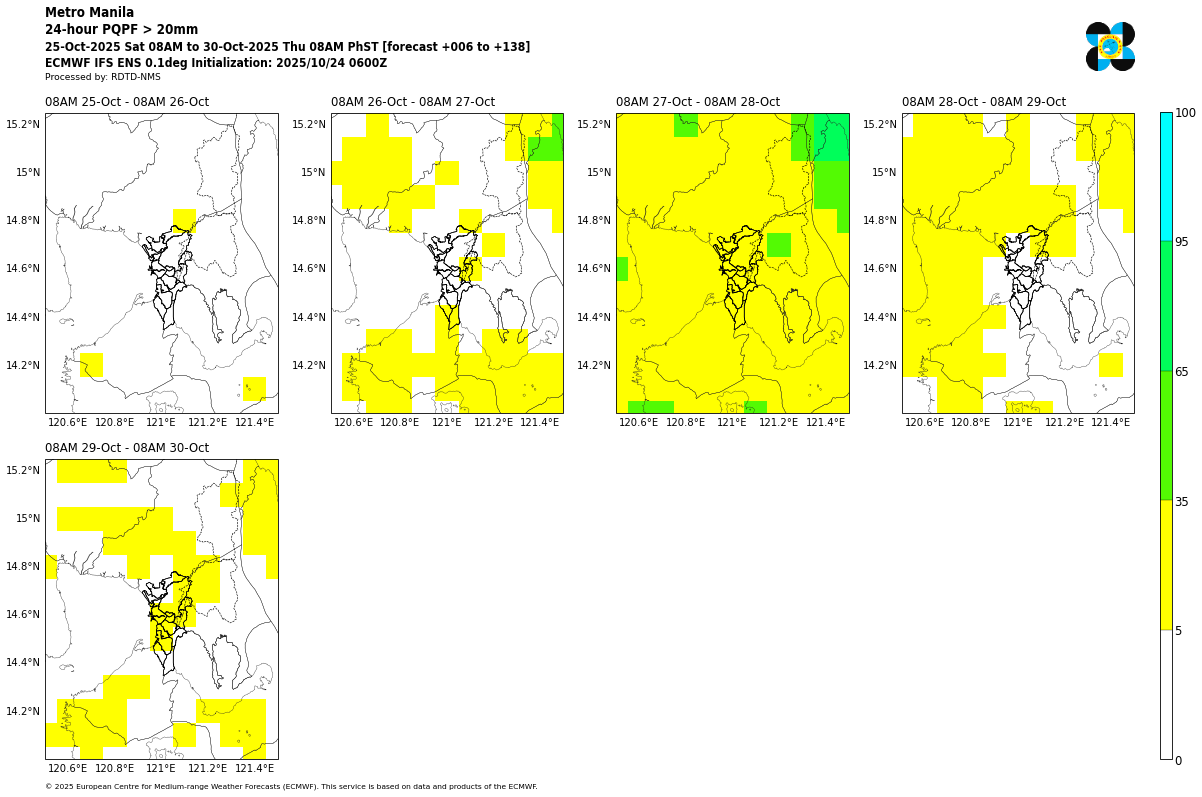 Metro Manila
24-hour PQPF > 20mm
25-Oct-2025 Sat 08AM to 30-Oct-2025 Thu 08AM PhST [forecast +006 to +138]
ECMWF IFS ENS 0.1deg Initialization: 2025/10/24 0600Z
Processed by: RDTD-NMS
08AM 25-Oct - 08AM 26-Oct
08AM 26-Oct - 08AM 27-Oct
08AM 27-Oct - 08AM 28-Oct
08AM 28-Oct - 08AM 29-Oct
15.2°N 15.2°N 15.2°N 15.2°N 100
15°N 15°N 15°N 15°N
14.8°N 14.8°N 14.8°N 14.8°N 95
14.6°N 14.6°N 14.6°N 14.6°N
14.4°N 14.4°N 14.4°N 14.4°N
14.2°N 14.2°N 14.2°N 14.2°N 65
120.6°E 120.8°E 121°E 121.2°E 121.4°E 120.6°E 120.8°E 121°E 121.2°E 121.4°E 120.6°E 120.8°E 121°E 121.2°E 121.4°E 120.6°E 120.8°E 121°E 121.2°E 121.4°E
08AM 29-Oct - 08AM 30-Oct
15.2°N
35
15°N
14.8°N
14.6°N
5
14.4°N
14.2°N
0
120.6°E 120.8°E 121°E 121.2°E 121.4°E
© 2025 European Centre for Medium-range Weather Forecasts (ECMWF). This service is based on data and products of the ECMWF.